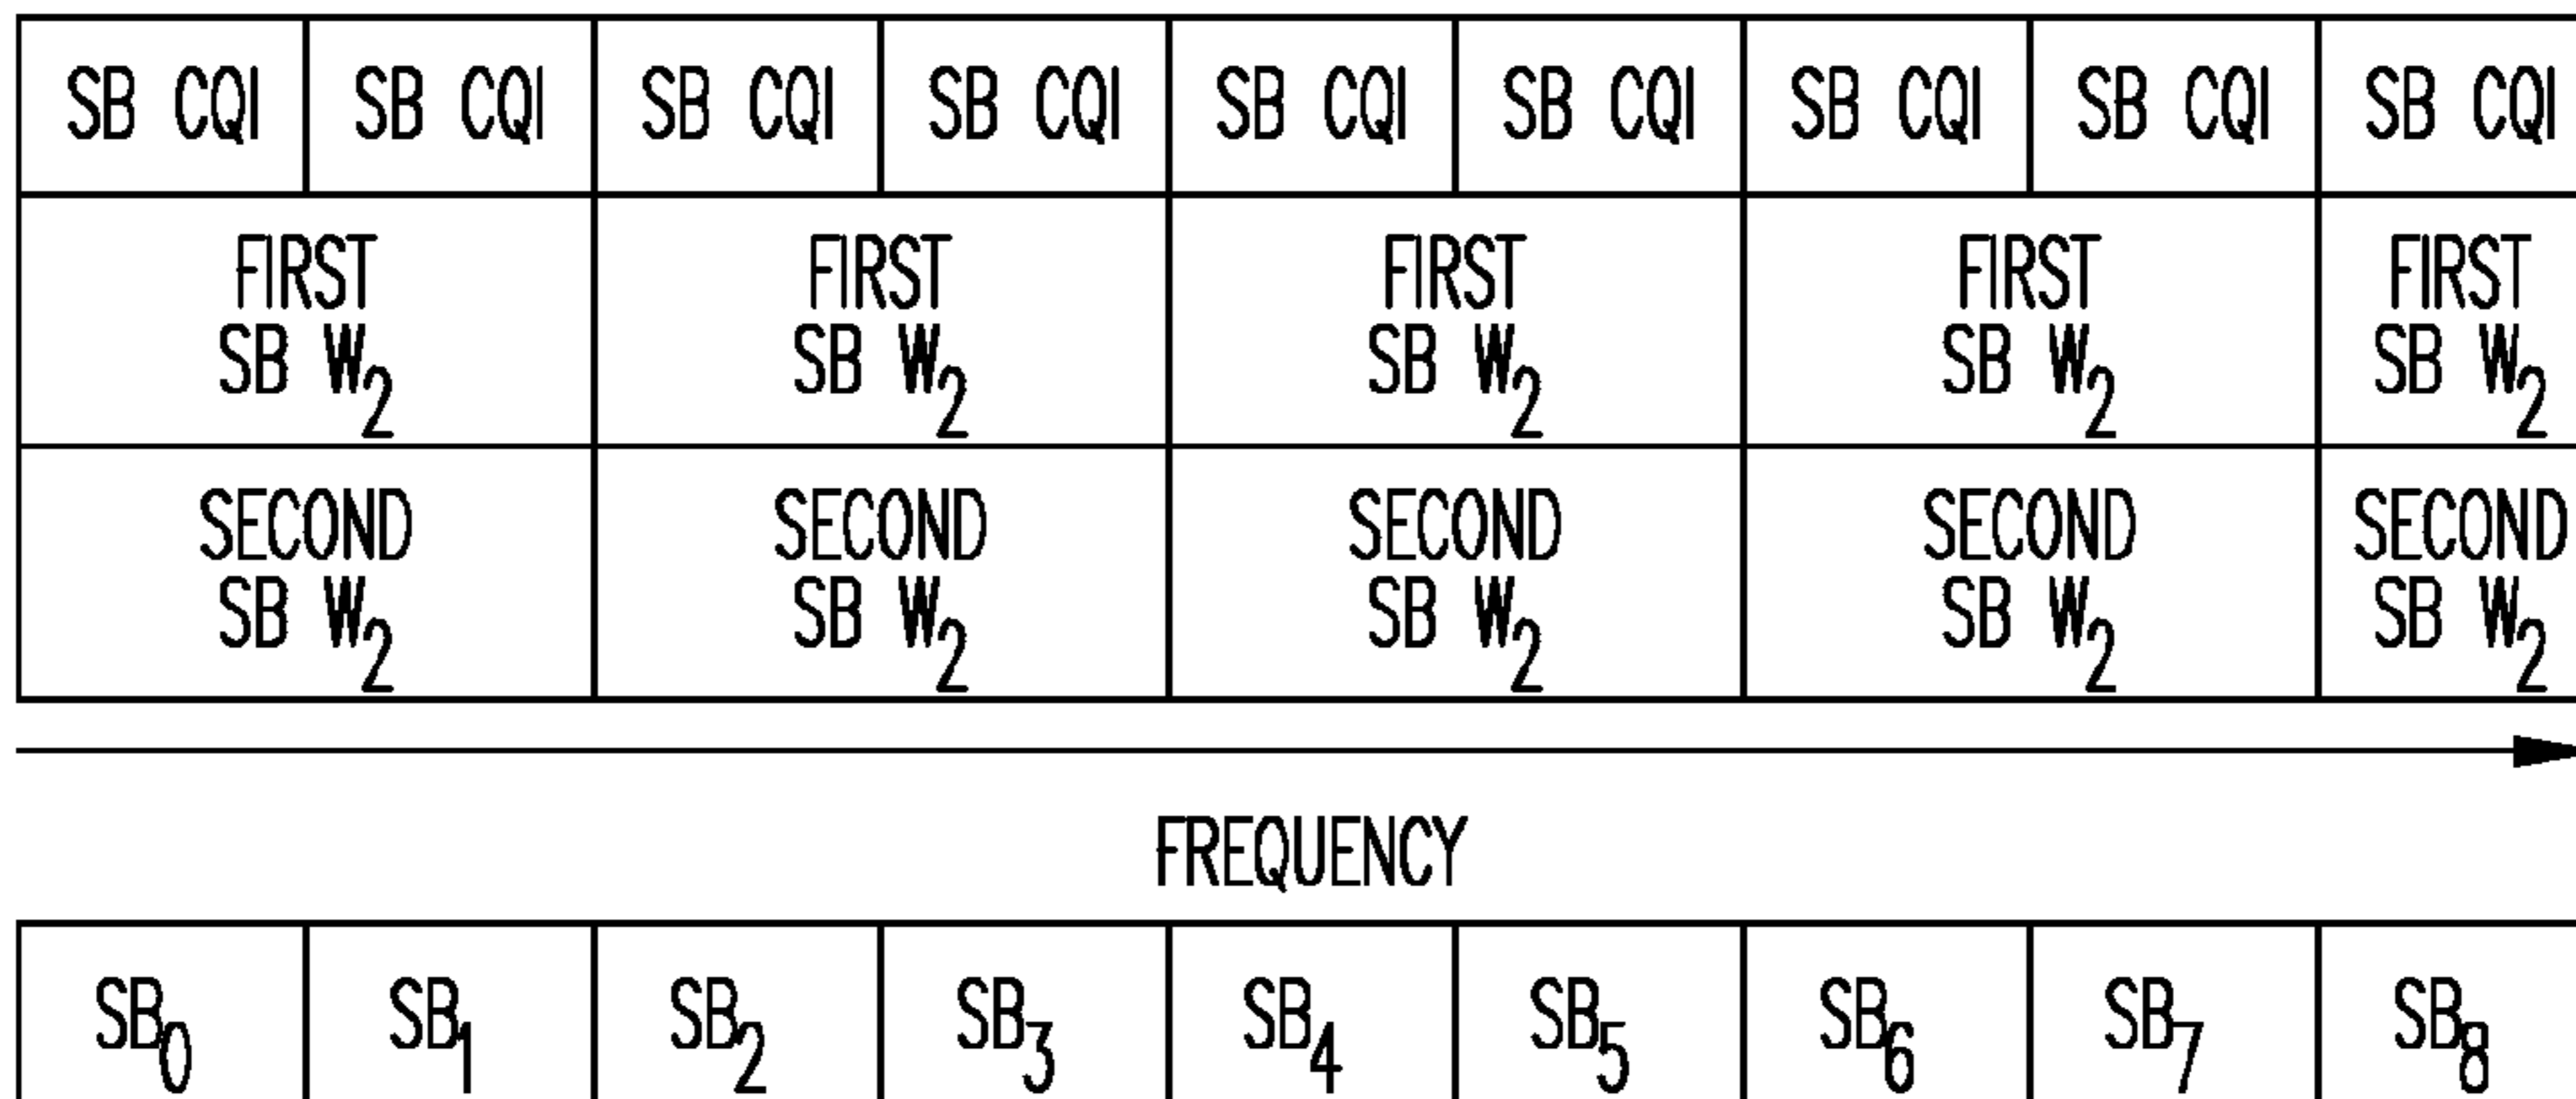 SB CQI SB CQI SB CQI SB CQI SB CQI SB CQI SB CQI SB CQI SB CQI
FIRST FIRST FIRST FIRST FIRST
SB W2 SB W2 SB W2 SB W2 SB W2
SECOND SECOND SECOND SECOND SECOND
SB W2 SB W2 SB W2 SB W2 SB W2
FREQUENCY
SB0 SB1 SB2 SB3 SB4 SB5 SB6 SB7 SB8